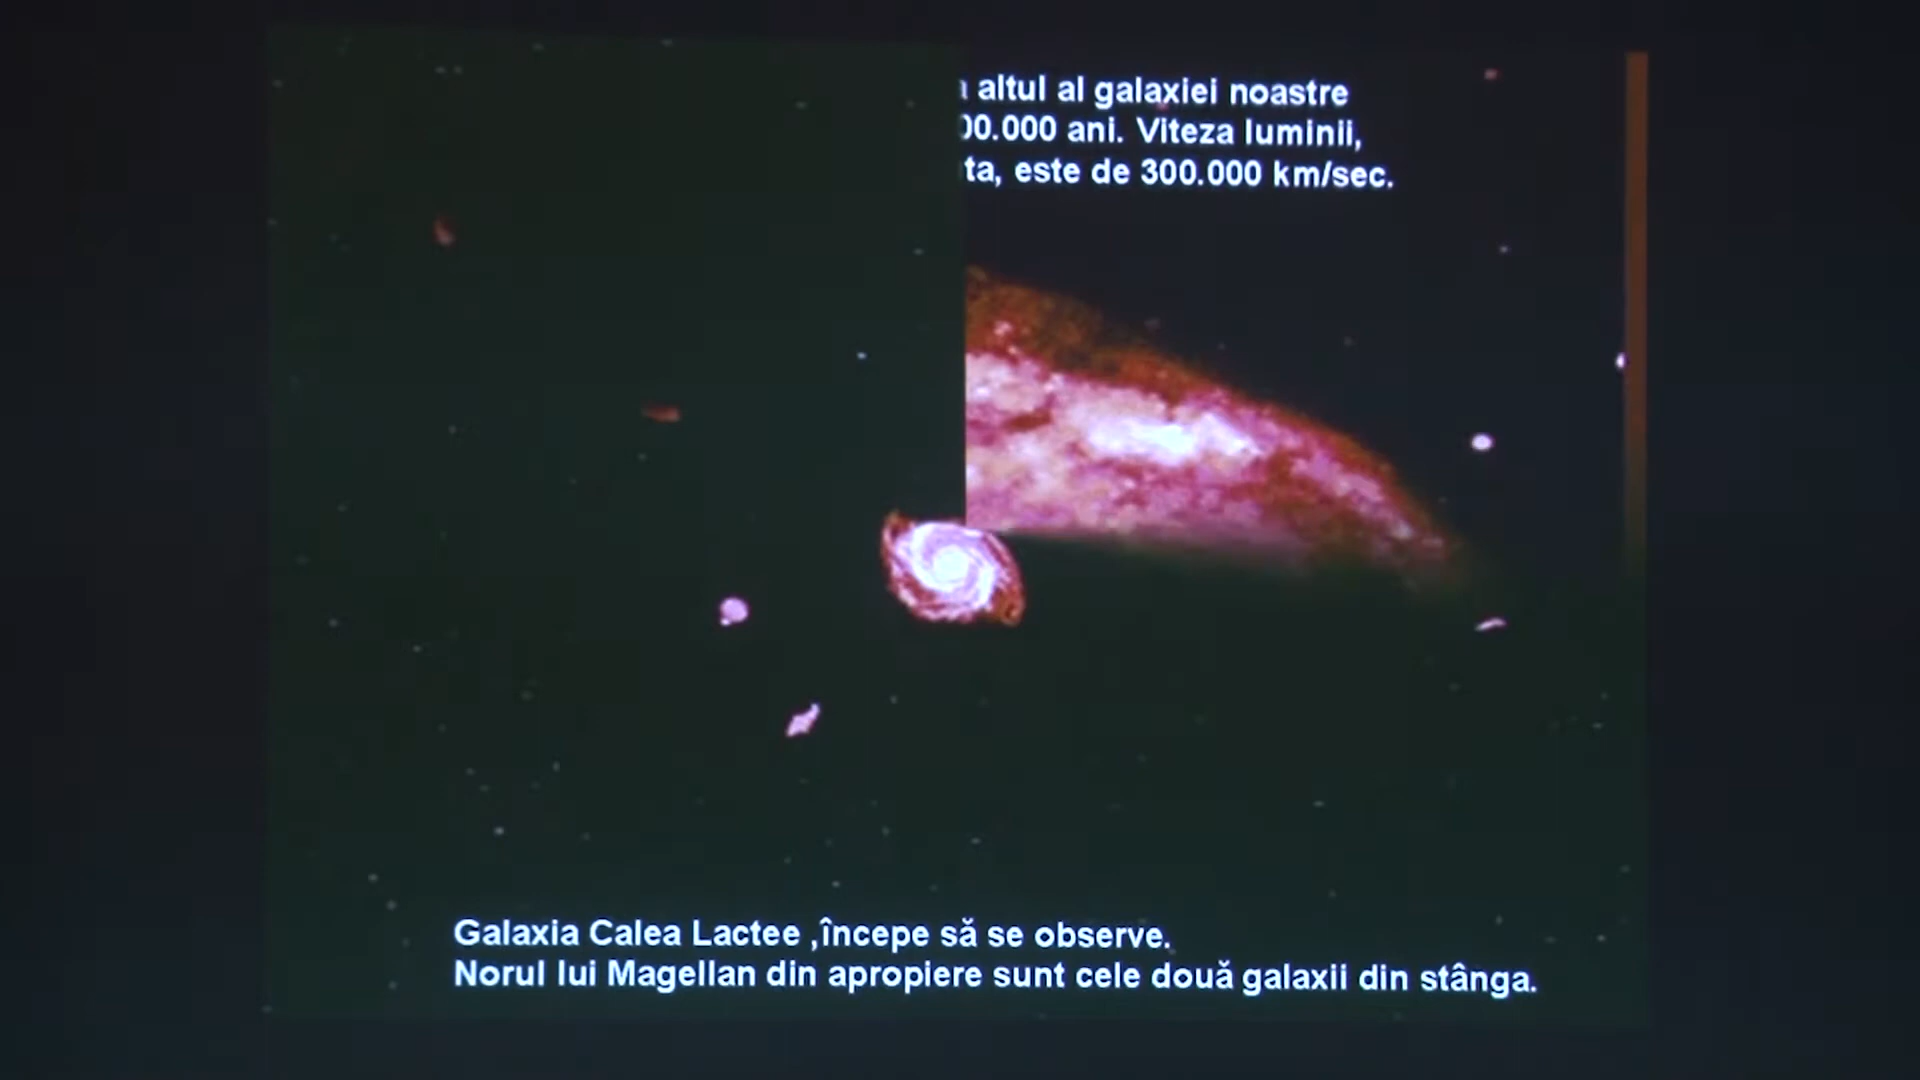 altul al galaxiei noastre
00.000 ani. Viteza luminii,
ta, este de 300.000 km/sec.
Galaxia Calea Lactee ,începe să se observe.
Norul lui Magellan din apropiere sunt cele două galaxii din stânga.